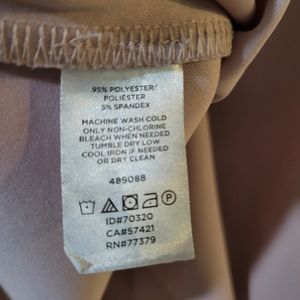 95% POLYESTER/
POLIÉSTER
5% SPANDEX
MACHINE WASH COLD
ONLY NON-CHLORINE
BLEACH WHEN NEEDED
TUMBLE DRY LOW
COOL IRON IF NEEDED
OR DRY CLEAN
489088
ID#70320
CA#57421
RN#77379